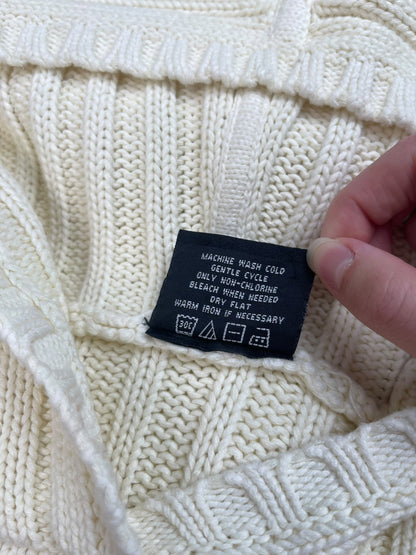 MACHINE WASH COLD
GENTLE CYCLE
ONLY NON-CHLORINE
BLEACH WHEN NEEDED
DRY FLAT
WARM IRON IF NECESSARY
30C